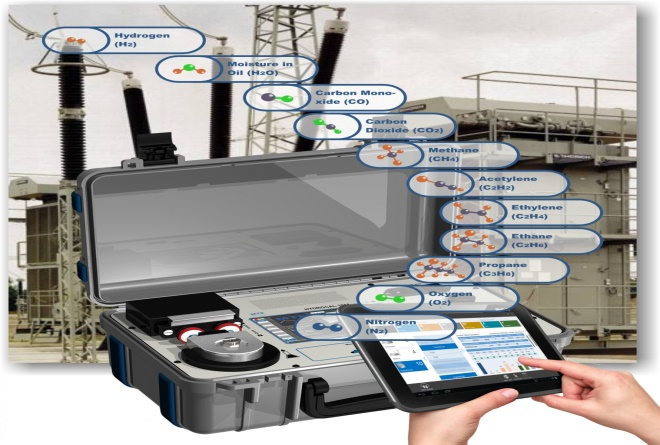 Hydrogen
(H₂)
Moisture in
Oil (H₂O)
Carbon Mono-
xide (CO)
Carbon
Dioxide (CO₂)
Methane
(CH₄)
Acetylene
(C₂H₂)
Ethylene
(C₂H₄)
Ethane
(C₂H₆)
Propane
(C₃H₈)
Oxygen
(O₂)
Nitrogen
(N₂)